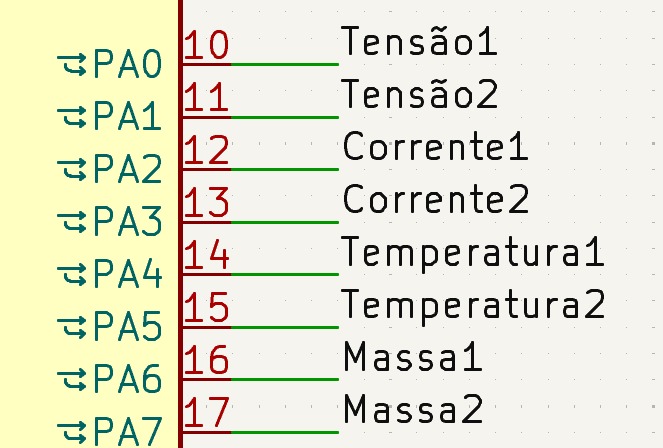 PA0 10 Tensão1
PA1 11 Tensão2
PA2 12 Corrente1
PA3 13 Corrente2
PA4 14 Temperatura1
PA5 15 Temperatura2
PA6 16 Massa1
PA7 17 Massa2